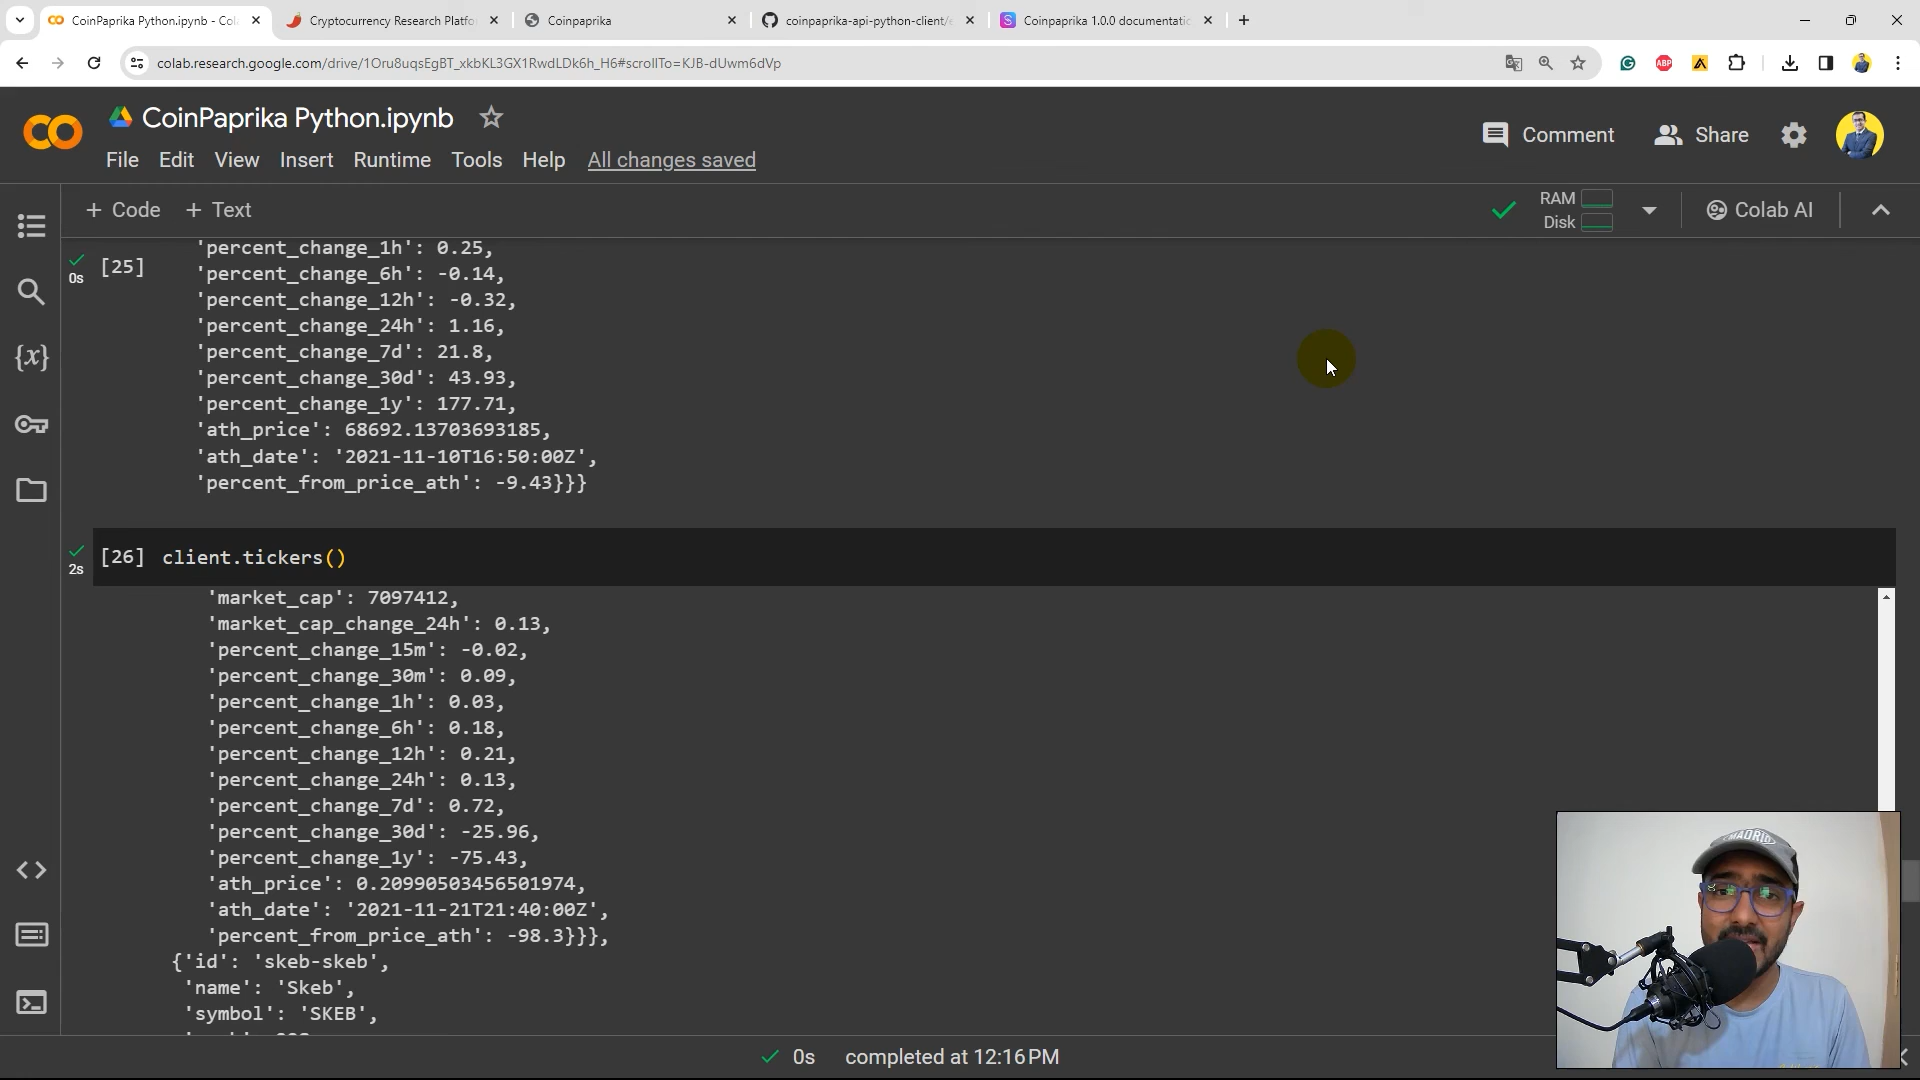 CoinPaprika Python.ipynb - Col
Cryptocurrency Research Platfo
Coinpaprika
coinpaprika-api-python-client/e
Coinpaprika 1.0.0 documentatic
colab.research.google.com/drive/1Oru8uqsEgBT_xkbKL3GX1RwdLDk6h_H6#scrollTo=KJB-dUwm6dVp
ABP
CoinPaprika Python.ipynb
Comment
Share
File Edit View Insert Runtime Tools Help All changes saved
+ Code + Text
RAM
Disk
Colab AI
'percent_change_1h': 0.25,
0s
[25]
'percent_change_6h': -0.14,
'percent_change_12h': -0.32,
'percent_change_24h': 1.16,
'percent_change_7d': 21.8,
'percent_change_30d': 43.93,
'percent_change_1y': 177.71,
'ath_price': 68692.13703693185,
'ath_date': '2021-11-10T16:50:00Z',
'percent_from_price_ath': -9.43}}}
2s
[26] client.tickers()
'market_cap': 7097412,
'market_cap_change_24h': 0.13,
'percent_change_15m': -0.02,
'percent_change_30m': 0.09,
'percent_change_1h': 0.03,
'percent_change_6h': 0.18,
'percent_change_12h': 0.21,
'percent_change_24h': 0.13,
'percent_change_7d': 0.72,
'percent_change_30d': -25.96,
'percent_change_1y': -75.43,
'ath_price': 0.20990503456501974,
'ath_date': '2021-11-21T21:40:00Z',
'percent_from_price_ath': -98.3}}},
{'id': 'skeb-skeb',
'name': 'Skeb',
'symbol': 'SKEB',
MADRID
0s completed at 12:16 PM